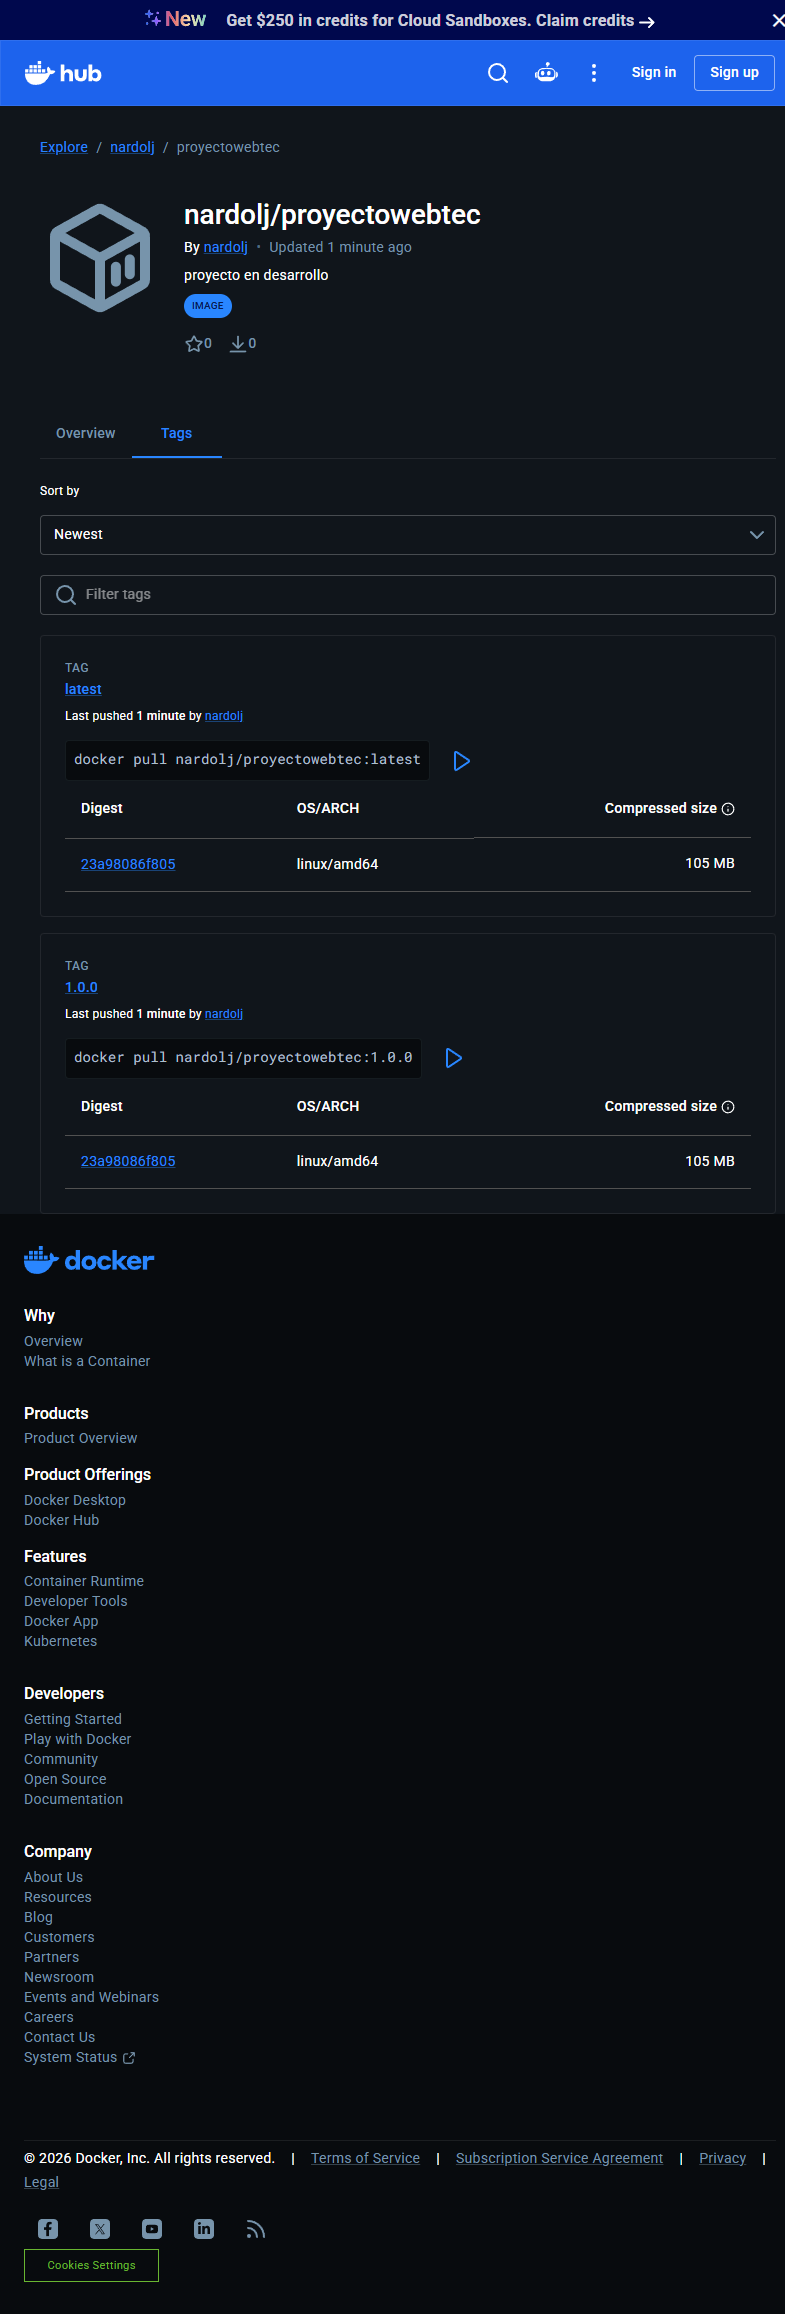 New Get $250 in credits for Cloud Sandboxes. Claim credits →
hub Sign in Sign up
Explore / nardolj / proyectowebtec
nardolj/proyectowebtec
By nardolj • Updated 1 minute ago
proyecto en desarrollo
IMAGE
0 0
Overview Tags
Sort by
Newest
Filter tags
TAG
latest
Last pushed 1 minute by nardolj
docker pull nardolj/proyectowebtec:latest
Digest OS/ARCH Compressed size
23a98086f805 linux/amd64 105 MB
TAG
1.0.0
Last pushed 1 minute by nardolj
docker pull nardolj/proyectowebtec:1.0.0
Digest OS/ARCH Compressed size
23a98086f805 linux/amd64 105 MB
docker
Why
Overview
What is a Container
Products
Product Overview
Product Offerings
Docker Desktop
Docker Hub
Features
Container Runtime
Developer Tools
Docker App
Kubernetes
Developers
Getting Started
Play with Docker
Community
Open Source
Documentation
Company
About Us
Resources
Blog
Customers
Partners
Newsroom
Events and Webinars
Careers
Contact Us
System Status
© 2026 Docker, Inc. All rights reserved. | Terms of Service | Subscription Service Agreement | Privacy |
Legal
Cookies Settings